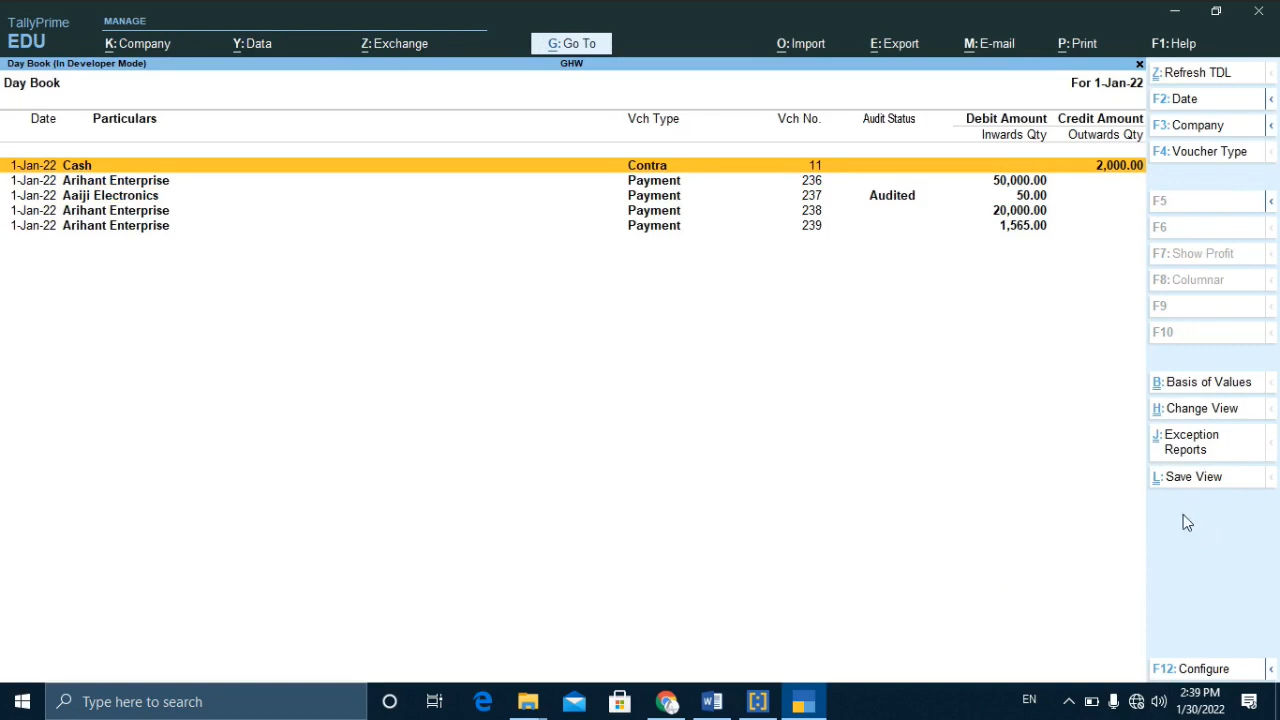 TallyPrime
EDU
MANAGE
K: Company Y: Data Z: Exchange G: Go To O: Import E: Export M: E-mail P: Print F1: Help
Day Book (In Developer Mode) GHW
Day Book For 1-Jan-22
Date Particulars Vch Type Vch No. Audit Status Debit Amount Credit Amount
Inwards Qty Outwards Qty
1-Jan-22 Cash Contra 11 2,000.00
1-Jan-22 Arihant Enterprise Payment 236 50,000.00
1-Jan-22 Aaiji Electronics Payment 237 Audited 50.00
1-Jan-22 Arihant Enterprise Payment 238 20,000.00
1-Jan-22 Arihant Enterprise Payment 239 1,565.00
Z: Refresh TDL
F2: Date
F3: Company
F4: Voucher Type
F5
F6
F7: Show Profit
F8: Columnar
F9
F10
B: Basis of Values
H: Change View
J: Exception
Reports
L: Save View
F12: Configure
Type here to search
EN
2:39 PM
1/30/2022